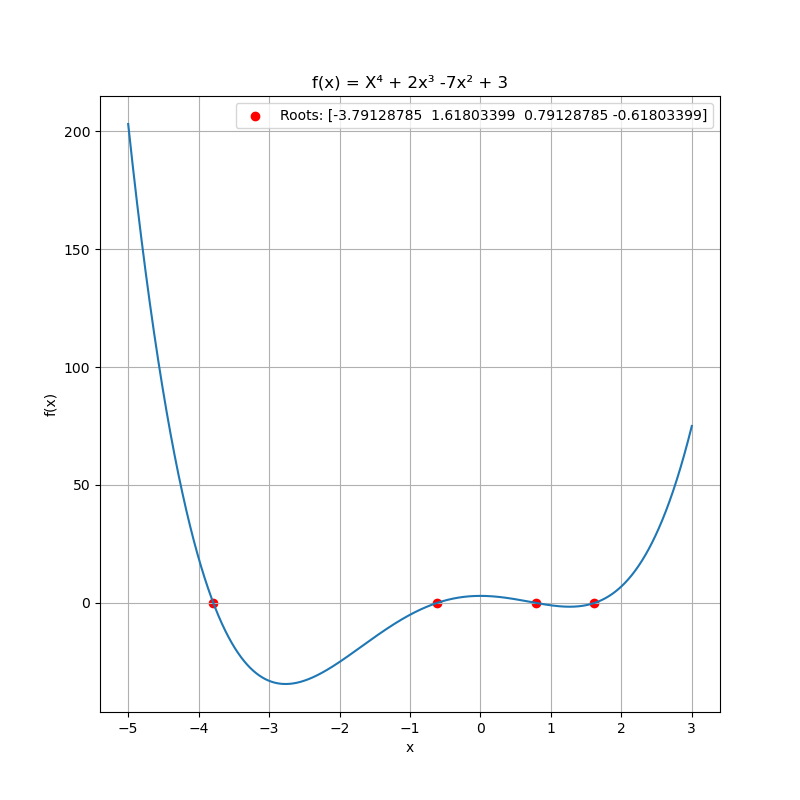 f(x) = X⁴ + 2x³ -7x² + 3
Roots: [-3.79128785  1.61803399  0.79128785 -0.61803399]
200
150
100
50
0
f(x)
−5 −4 −3 −2 −1 0 1 2 3
x